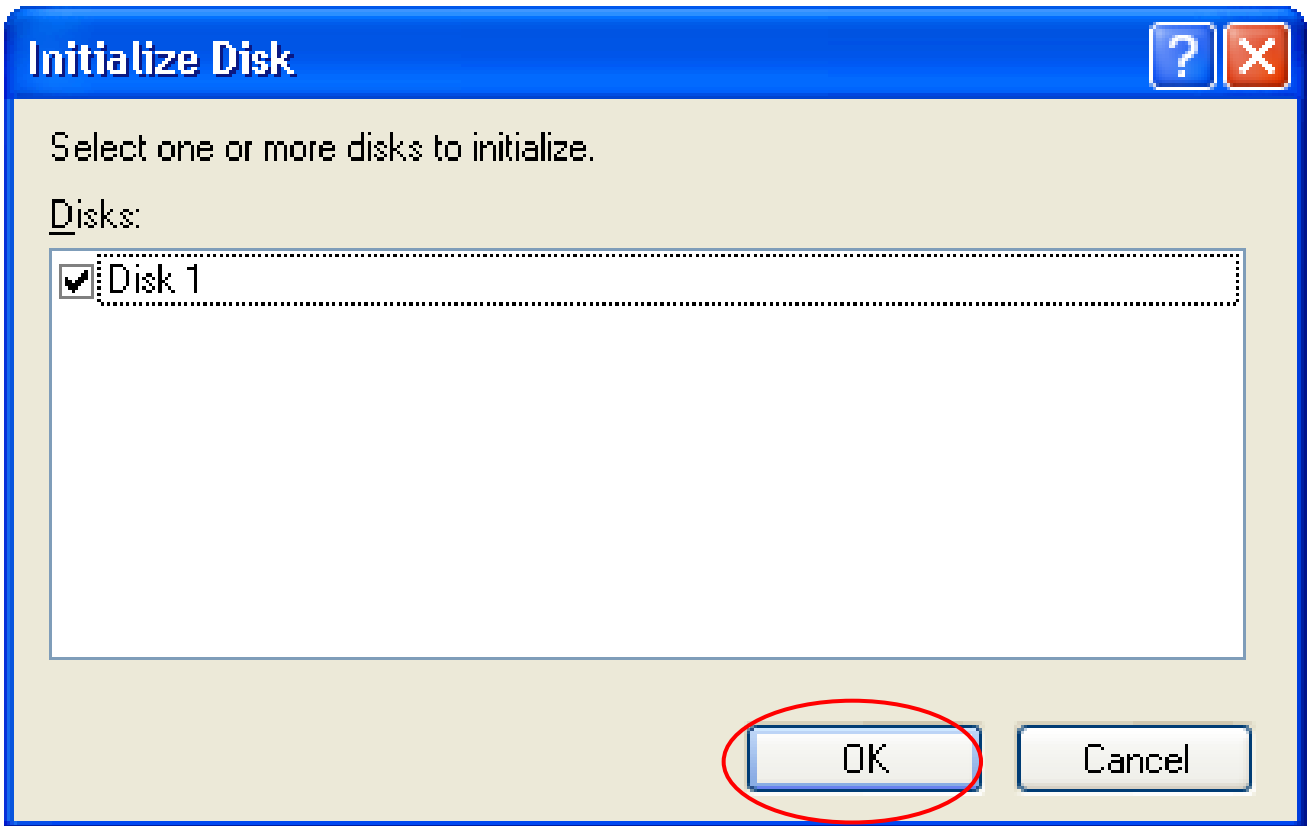 Initialize Disk
Select one or more disks to initialize.
Disks:
Disk 1
OK
Cancel